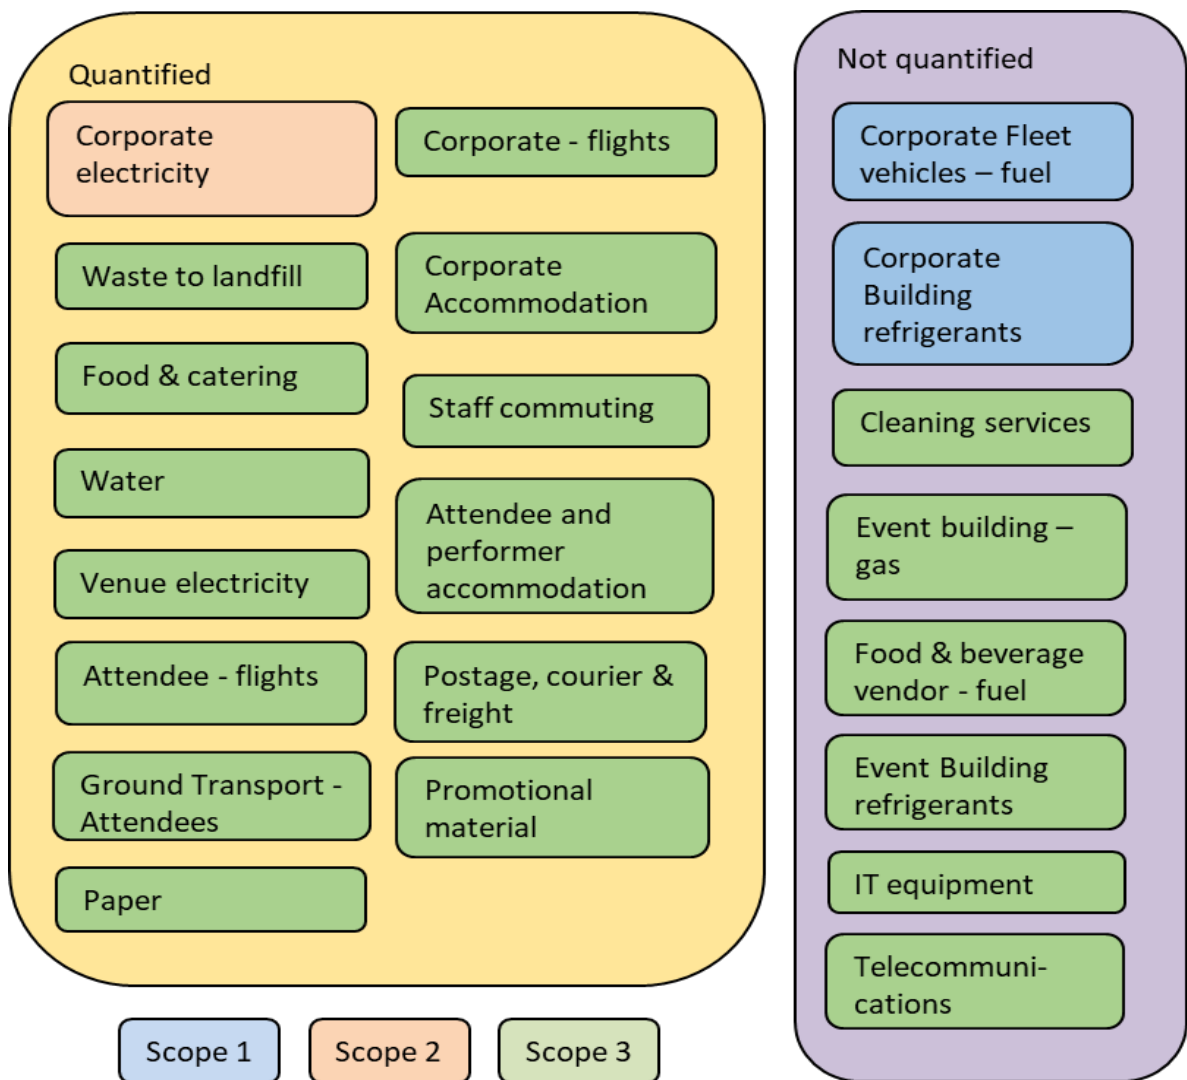 Quantified
Corporate
electricity
Waste to landfill
Food & catering
Water
Venue electricity
Attendee - flights
Ground Transport -
Attendees
Paper
Corporate - flights
Corporate
Accommodation
Staff commuting
Attendee and
performer
accommodation
Postage, courier &
freight
Promotional
material
Not quantified
Corporate Fleet
vehicles – fuel
Corporate
Building
refrigerants
Cleaning services
Event building –
gas
Food & beverage
vendor - fuel
Event Building
refrigerants
IT equipment
Telecommuni-
cations
Scope 1
Scope 2
Scope 3